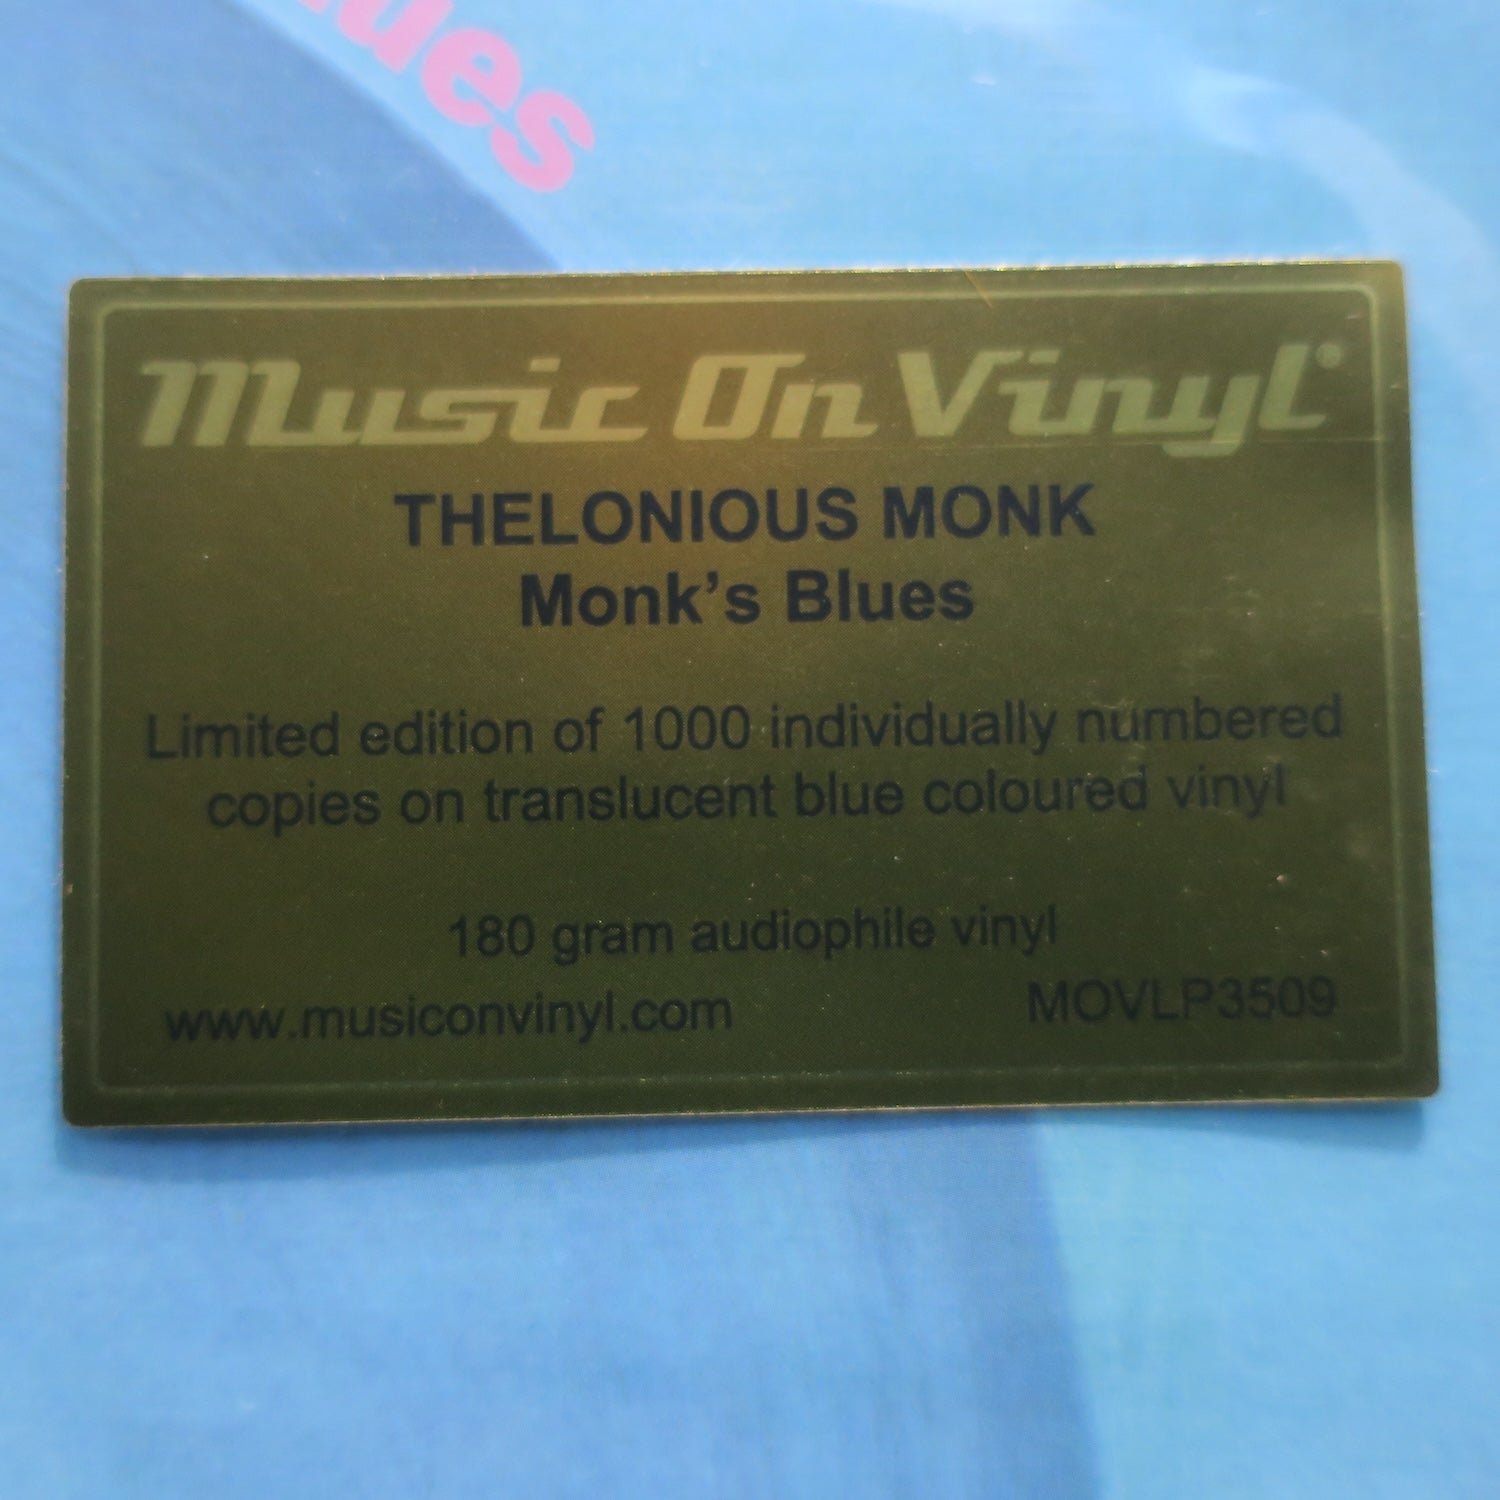 ues
Music On Vinyl®
THELONIOUS MONK
Monk’s Blues
Limited edition of 1000 individually numbered
copies on translucent blue coloured vinyl
180 gram audiophile vinyl
www.musiconvinyl.com MOVLP3509